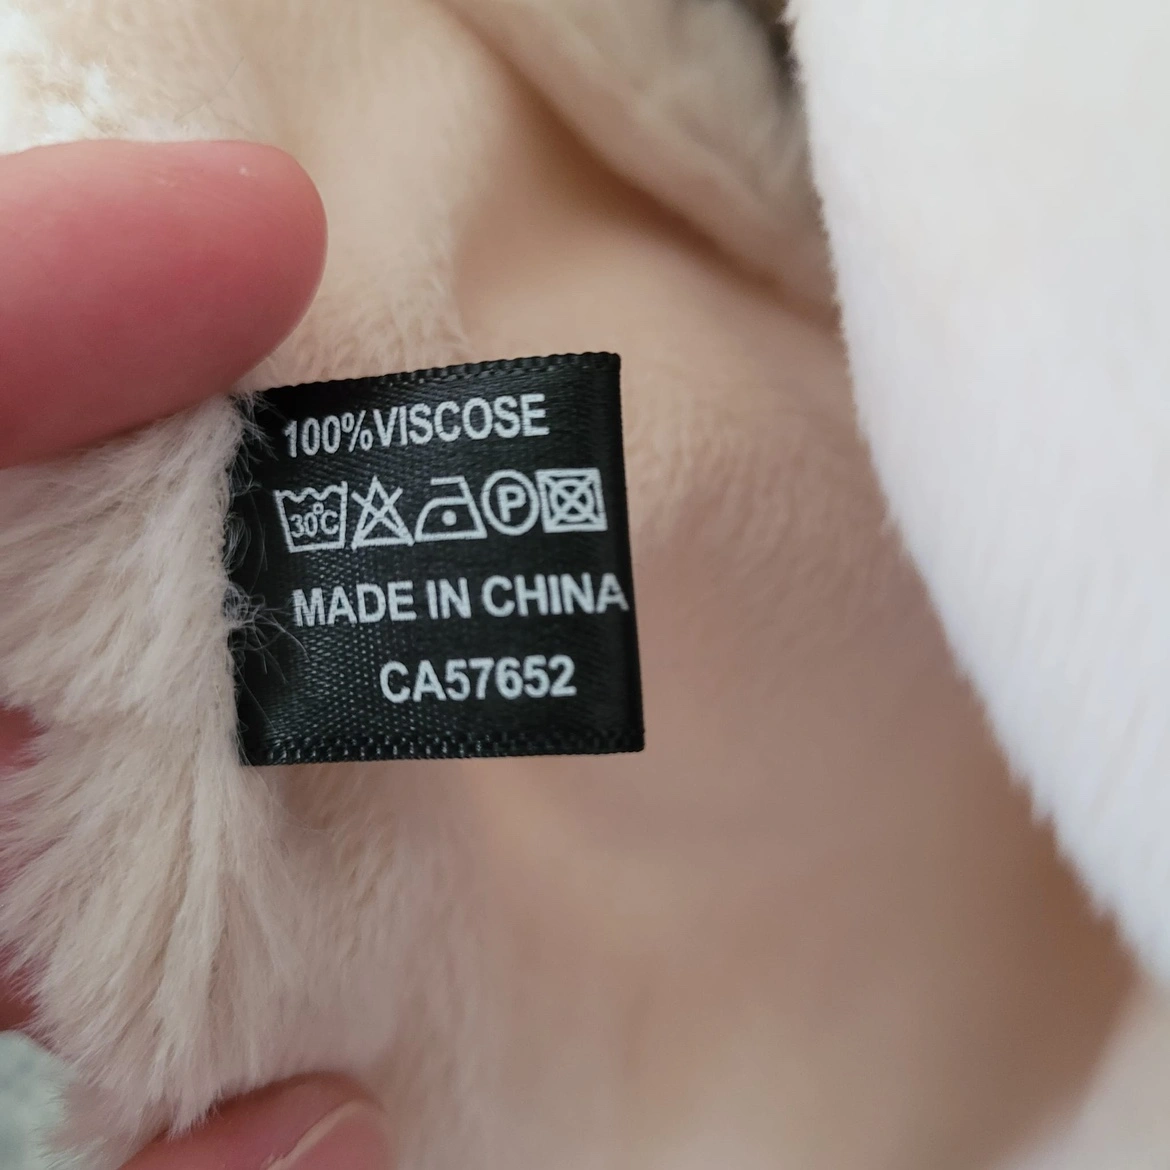 100%VISCOSE
30°C P
MADE IN CHINA
CA57652